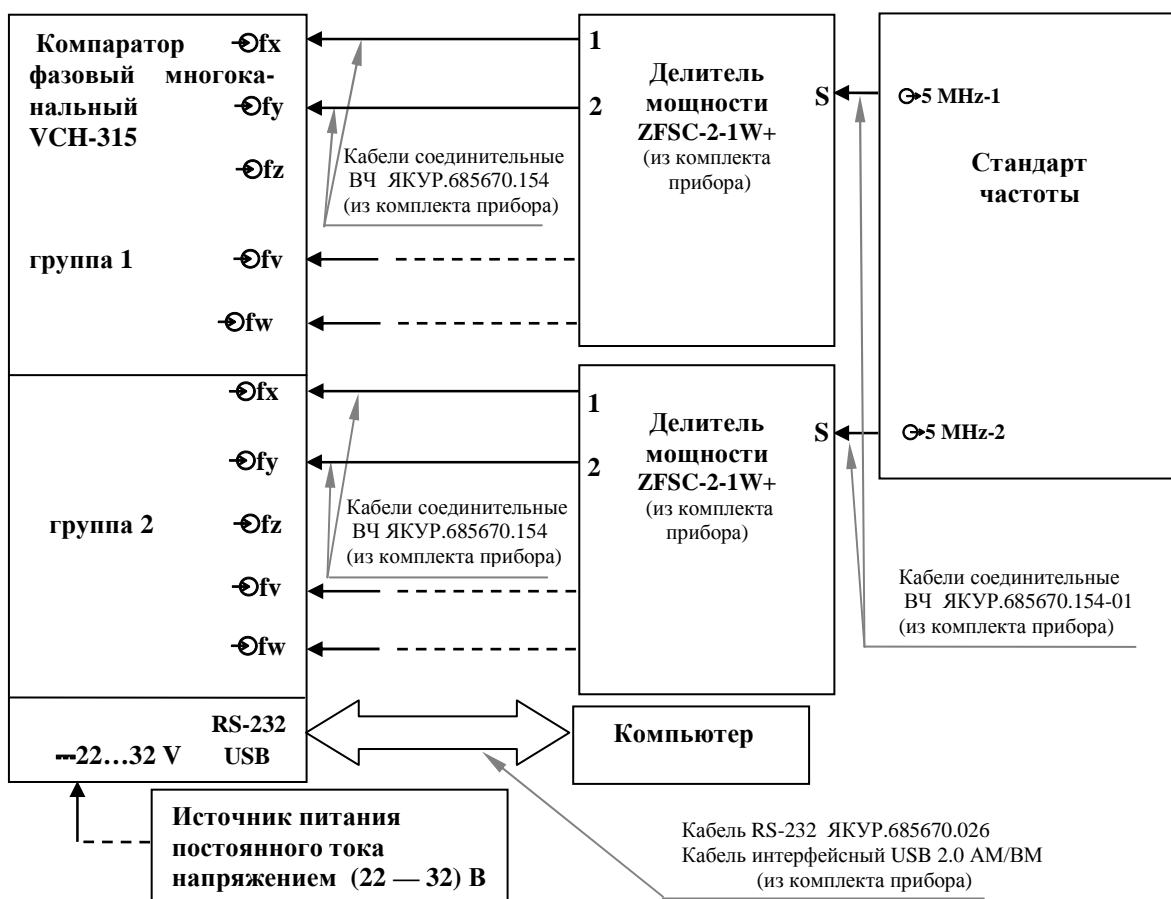 Компаратор
фазовый многока-
нальный
VCH-315
fx
fy
fz
группа 1
fv
fw
Кабели соединительные
ВЧ ЯКУР.685670.154
(из комплекта прибора)
1
2
Делитель
мощности
ZFSC-2-1W+
(из комплекта
прибора)
S
5 MHz-1
Стандарт
частоты
5 MHz-2
fx
fy
группа 2
fz
fv
fw
Кабели соединительные
ВЧ ЯКУР.685670.154
(из комплекта прибора)
1
2
Делитель
мощности
ZFSC-2-1W+
(из комплекта
прибора)
S
Кабели соединительные
ВЧ ЯКУР.685670.154-01
(из комплекта прибора)
RS-232
22…32 V USB
Компьютер
Источник питания
постоянного тока
напряжением (22 — 32) В
Кабель RS-232 ЯКУР.685670.026
Кабель интерфейсный USB 2.0 AM/BM
(из комплекта прибора)